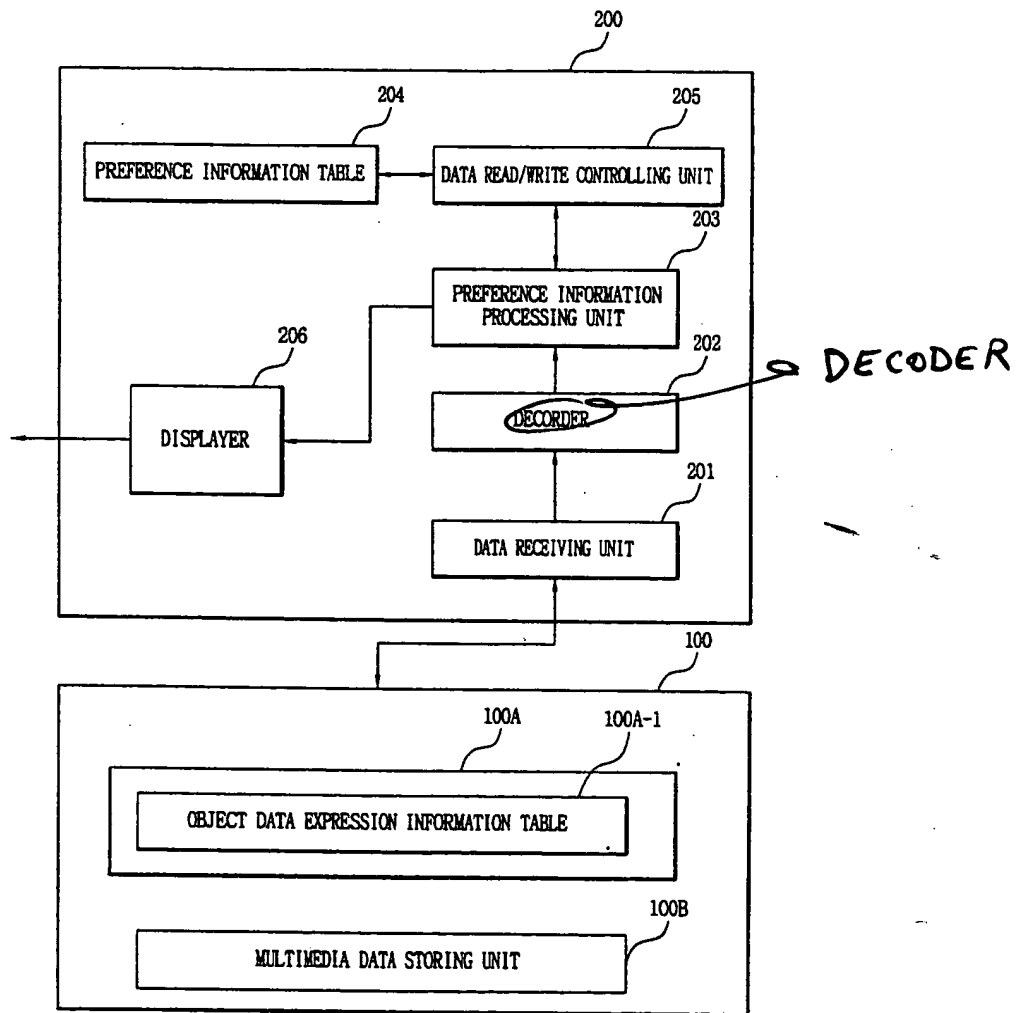 200
204
205
PREFERENCE INFORMATION TABLE
DATA READ/WRITE CONTROLLING UNIT
203
PREFERENCE INFORMATION
PROCESSING UNIT
206
202
DECODER
DISPLAYER
DECORDER
201
DATA RECEIVING UNIT
100
100A
100A-1
OBJECT DATA EXPRESSION INFORMATION TABLE
100B
MULTIMEDIA DATA STORING UNIT